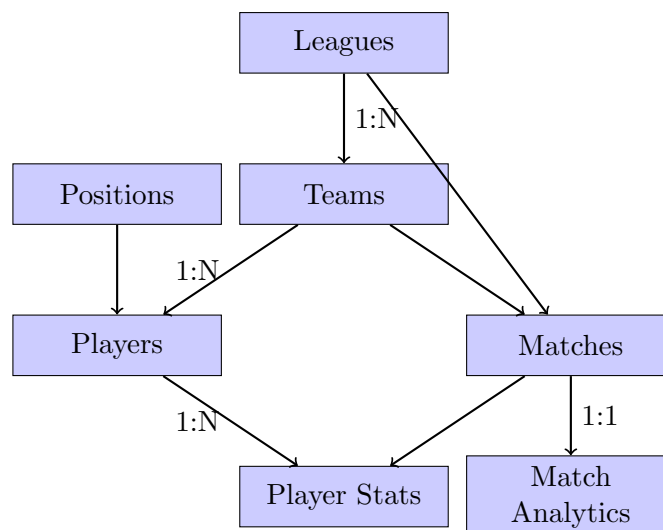 Leagues
1:N
Positions
Teams
1:N
Players
Matches
1:N
1:1
Player Stats
Match
Analytics